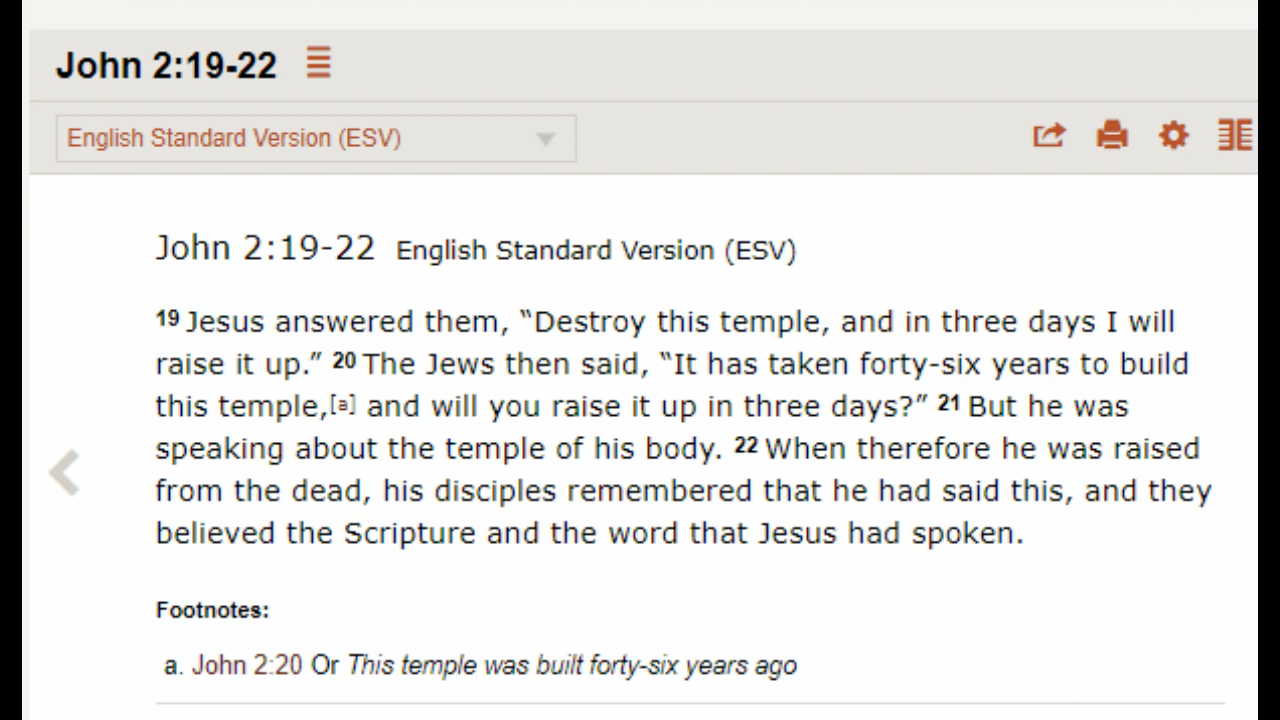 John 2:19-22
English Standard Version (ESV)
John 2:19-22 English Standard Version (ESV)
19 Jesus answered them, “Destroy this temple, and in three days I will
raise it up.” 20 The Jews then said, “It has taken forty-six years to build
this temple,[a] and will you raise it up in three days?” 21 But he was
speaking about the temple of his body. 22 When therefore he was raised
from the dead, his disciples remembered that he had said this, and they
believed the Scripture and the word that Jesus had spoken.
Footnotes:
a. John 2:20 Or This temple was built forty-six years ago